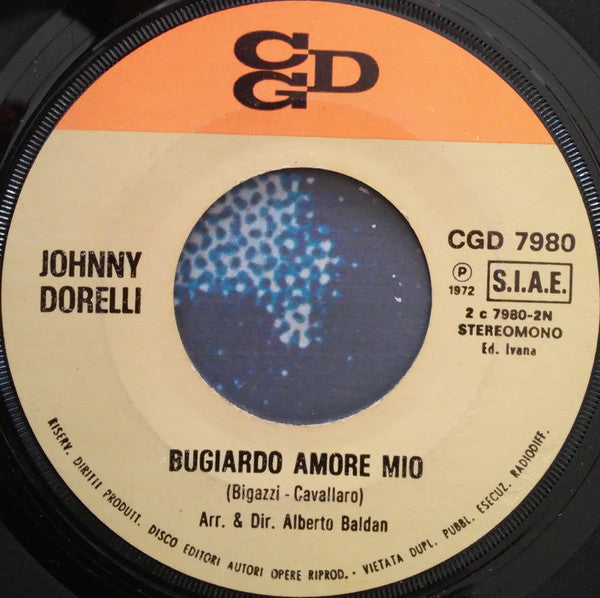 CGD
JOHNNY
DORELLI
CGD 7980
P
1972
S.I.A.E.
2 c 7980-2N
STEREOMONO
Ed. Ivana
BUGIARDO AMORE MIO
(Bigazzi - Cavallaro)
Arr. & Dir. Alberto Baldan
RISERV. DIRITTI PRODUTT. DISCO EDITORI AUTORI OPERE RIPROD. - VIETATA DUPL. PUBBL. ESECUZ. RADIODIFF.